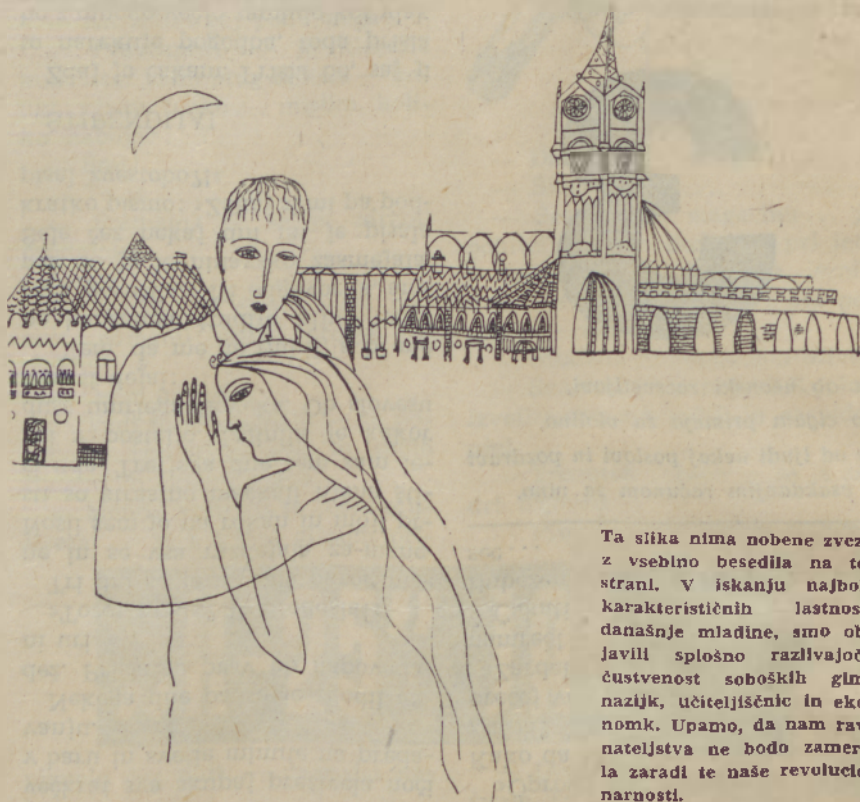 Ta slika nima nobene zvez
z vsebino besedila na te
strani. V iskanju najbo
karakterističnih lastnos
današnje mladine, smo ob
javili splošno razlivajoč
čustvenost soboških gim
nazijk, učiteljiščnic in eko
nomk. Upamo, da nam rav
nateljstva ne bodo zamer
la zaradi te naše revolucio
narnosti.